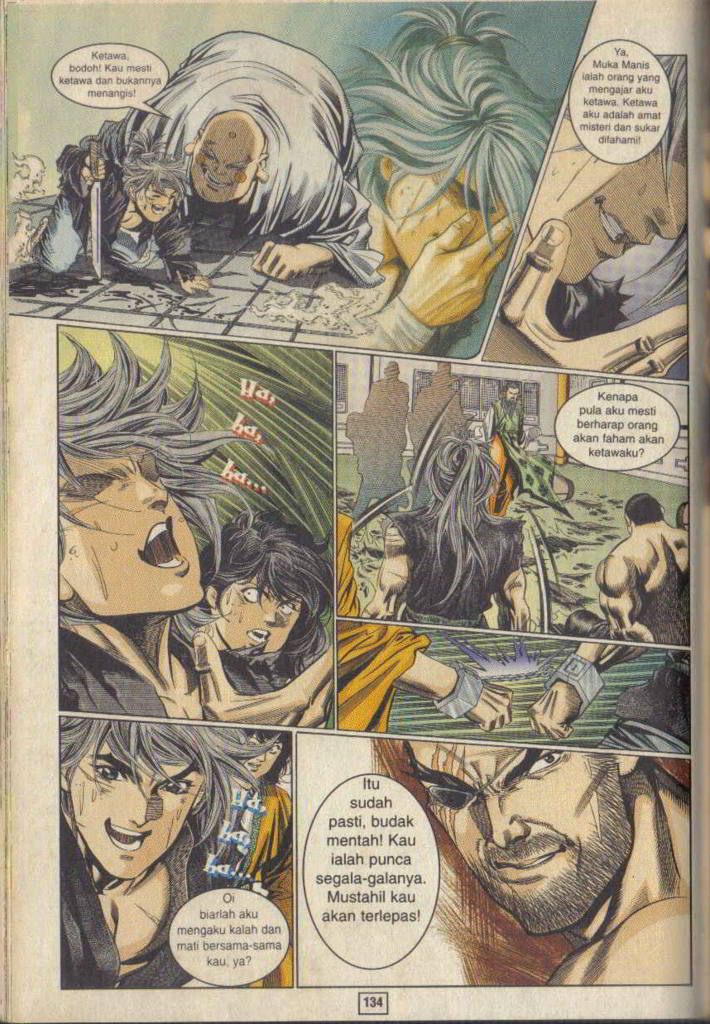 Ketawa,
bodoh! Kau mesti
ketawa dan bukannya
menangis!
Ya,
Muka Manis
ialah orang yang
mengajar aku
ketawa. Ketawa
aku adalah amat
misteri dan sukar
difahami!
Ha,
ha,
ha...
Kenapa
pula aku mesti
berharap orang
akan faham akan
ketawaku?
Ha,
ha,
ha...
Oi
biarlah aku
mengaku kalah dan
mati bersama-sama
kau, ya?
Itu
sudah
pasti, budak
mentah! Kau
ialah punca
segala-galanya.
Mustahil kau
akan terlepas!
134